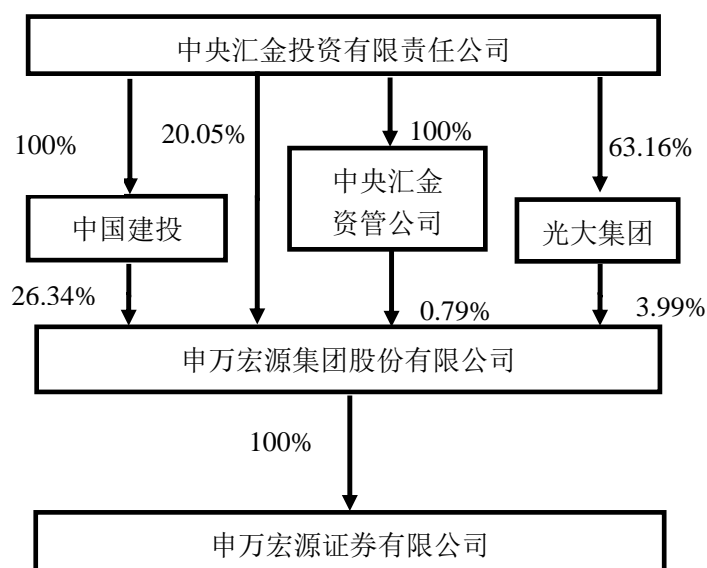 中央汇金投资有限责任公司
100%
20.05%
100%
63.16%
中国建投
中央汇金
资管公司
光大集团
26.34%
0.79%
3.99%
申万宏源集团股份有限公司
100%
申万宏源证券有限公司